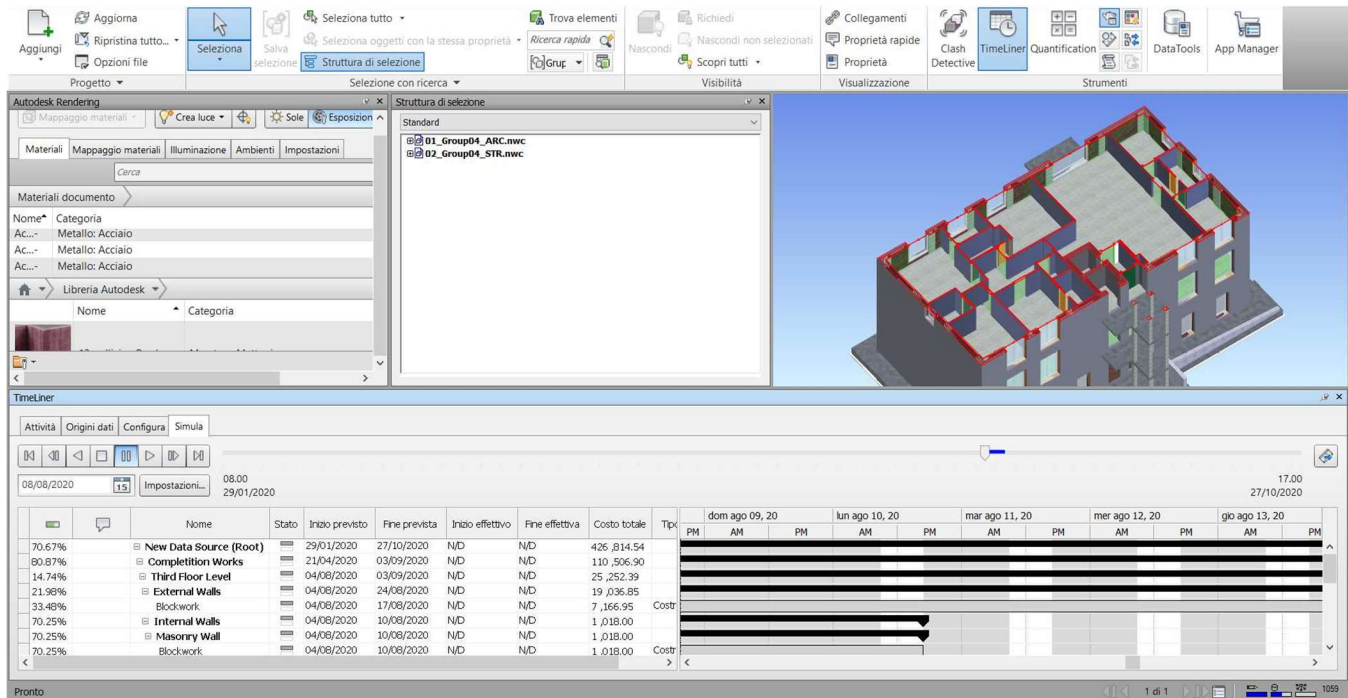 Aggiungi
Aggiorna
Ripristina tutto...
Opzioni file
Progetto
Seleziona
Salva selezione
Seleziona tutto
Seleziona oggetti con la stessa proprietà
Struttura di selezione
Trova elementi
Ricerca rapida
Selezione con ricerca
Nascondi
Richiedi
Nascondi non selezionati
Scopri tutti
Visibilità
Collegamenti
Proprietà rapide
Proprietà
Visualizzazione
Clash Detective
TimeLiner
Quantification
DataTools
App Manager
Strumenti
Autodesk Rendering
Mappaggio materiali
Crea luce
Sole
Esposizion
Materiali Mappaggio materiali Illuminazione Ambienti Impostazioni
Cerca
Materiali documento
Nome Categoria
Ac...- Metallo: Acciaio
Ac...- Metallo: Acciaio
Ac...- Metallo: Acciaio
Libreria Autodesk
Nome Categoria
Struttura di selezione
Standard
01_Group04_ARC.nwc
02_Group04_STR.nwc
TimeLiner
Attività Origini dati Configura Simula
08/08/2020 15 Impostazioni...
08.00
29/01/2020
17.00
27/10/2020
Nome Stato Inizio previsto Fine prevista Inizio effettivo Fine effettiva Costo totale Tipo
dom ago 09, 20 lun ago 10, 20 mar ago 11, 20 mer ago 12, 20 gio ago 13, 20
PM AM PM AM PM AM PM AM PM AM PM
70.67% New Data Source (Root) 29/01/2020 27/10/2020 N/D N/D 426 ,814.54
80.87% Completition Works 21/04/2020 03/09/2020 N/D N/D 110 ,506.90
14.74% Third Floor Level 04/08/2020 03/09/2020 N/D N/D 25 ,252.39
21.98% External Walls 04/08/2020 24/08/2020 N/D N/D 19 ,036.85
33.48% Blockwork 04/08/2020 17/08/2020 N/D N/D 7 ,166.95 Costr
70.25% Internal Walls 04/08/2020 10/08/2020 N/D N/D 1 ,018.00
70.25% Masonry Wall 04/08/2020 10/08/2020 N/D N/D 1 ,018.00
70.25% Blockwork 04/08/2020 10/08/2020 N/D N/D 1 ,018.00 Costr
Pronto
1 di 1
1059